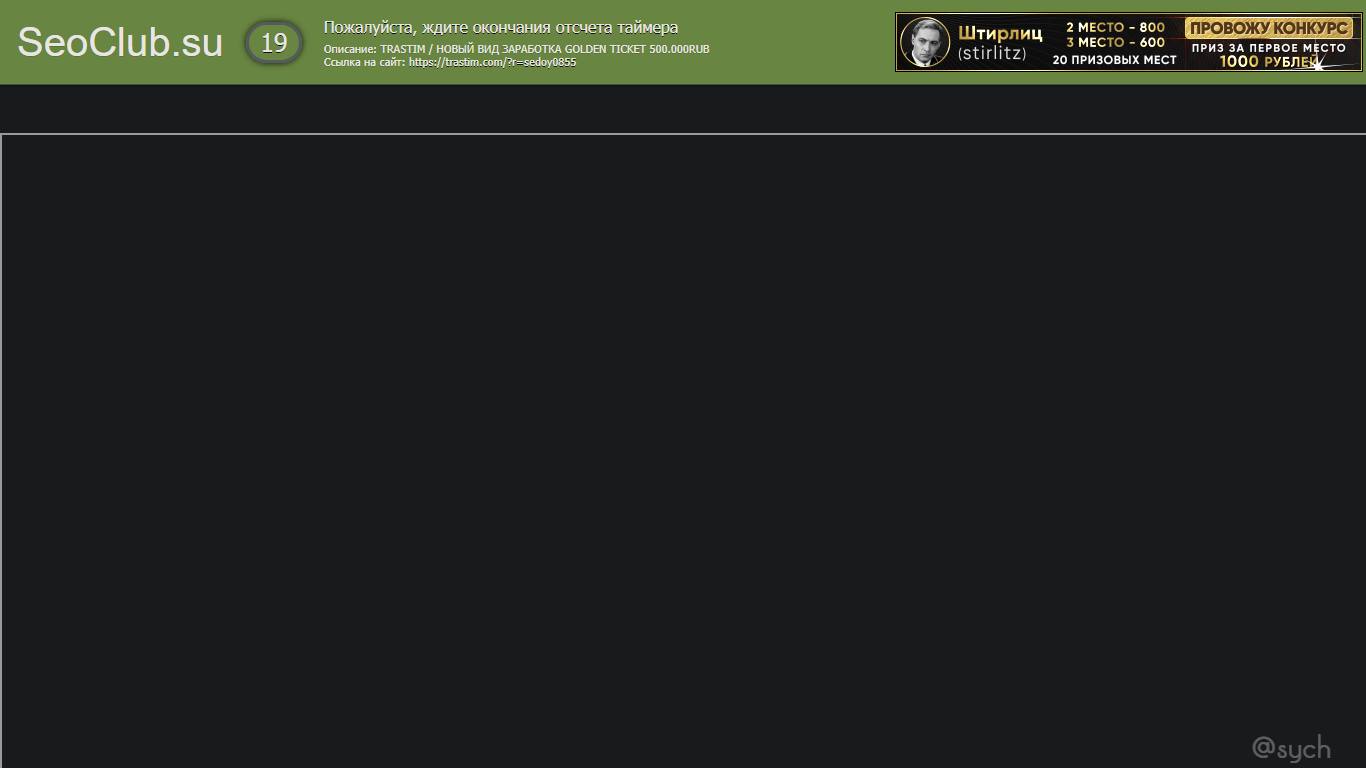 SeoClub.su
19
Пожалуйста, ждите окончания отсчета таймера
Описание: TRASTIM / НОВЫЙ ВИД ЗАРАБОТКА GOLDEN TICKET 500.000RUB
Ссылка на сайт: https://trastim.com/?r=sedoy0855
Штирлиц
(stirlitz)
2 МЕСТО - 800
3 МЕСТО - 600
20 ПРИЗОВЫХ МЕСТ
ПРОВОЖУ КОНКУРС
ПРИЗ ЗА ПЕРВОЕ МЕСТО
1000 РУБЛЕЙ
@sych